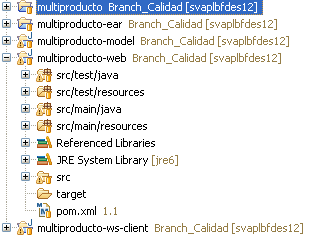 multiproducto Branch_Calidad [svaplbfdes12]
multiproducto-ear Branch_Calidad [svaplbfdes12]
multiproducto-model Branch_Calidad [svaplbfdes12]
multiproducto-web Branch_Calidad [svaplbfdes12]
src/test/java
src/test/resources
src/main/java
src/main/resources
Referenced Libraries
JRE System Library [jre6]
src
target
pom.xml 1.1
multiproducto-ws-client Branch_Calidad [svaplbfdes12]